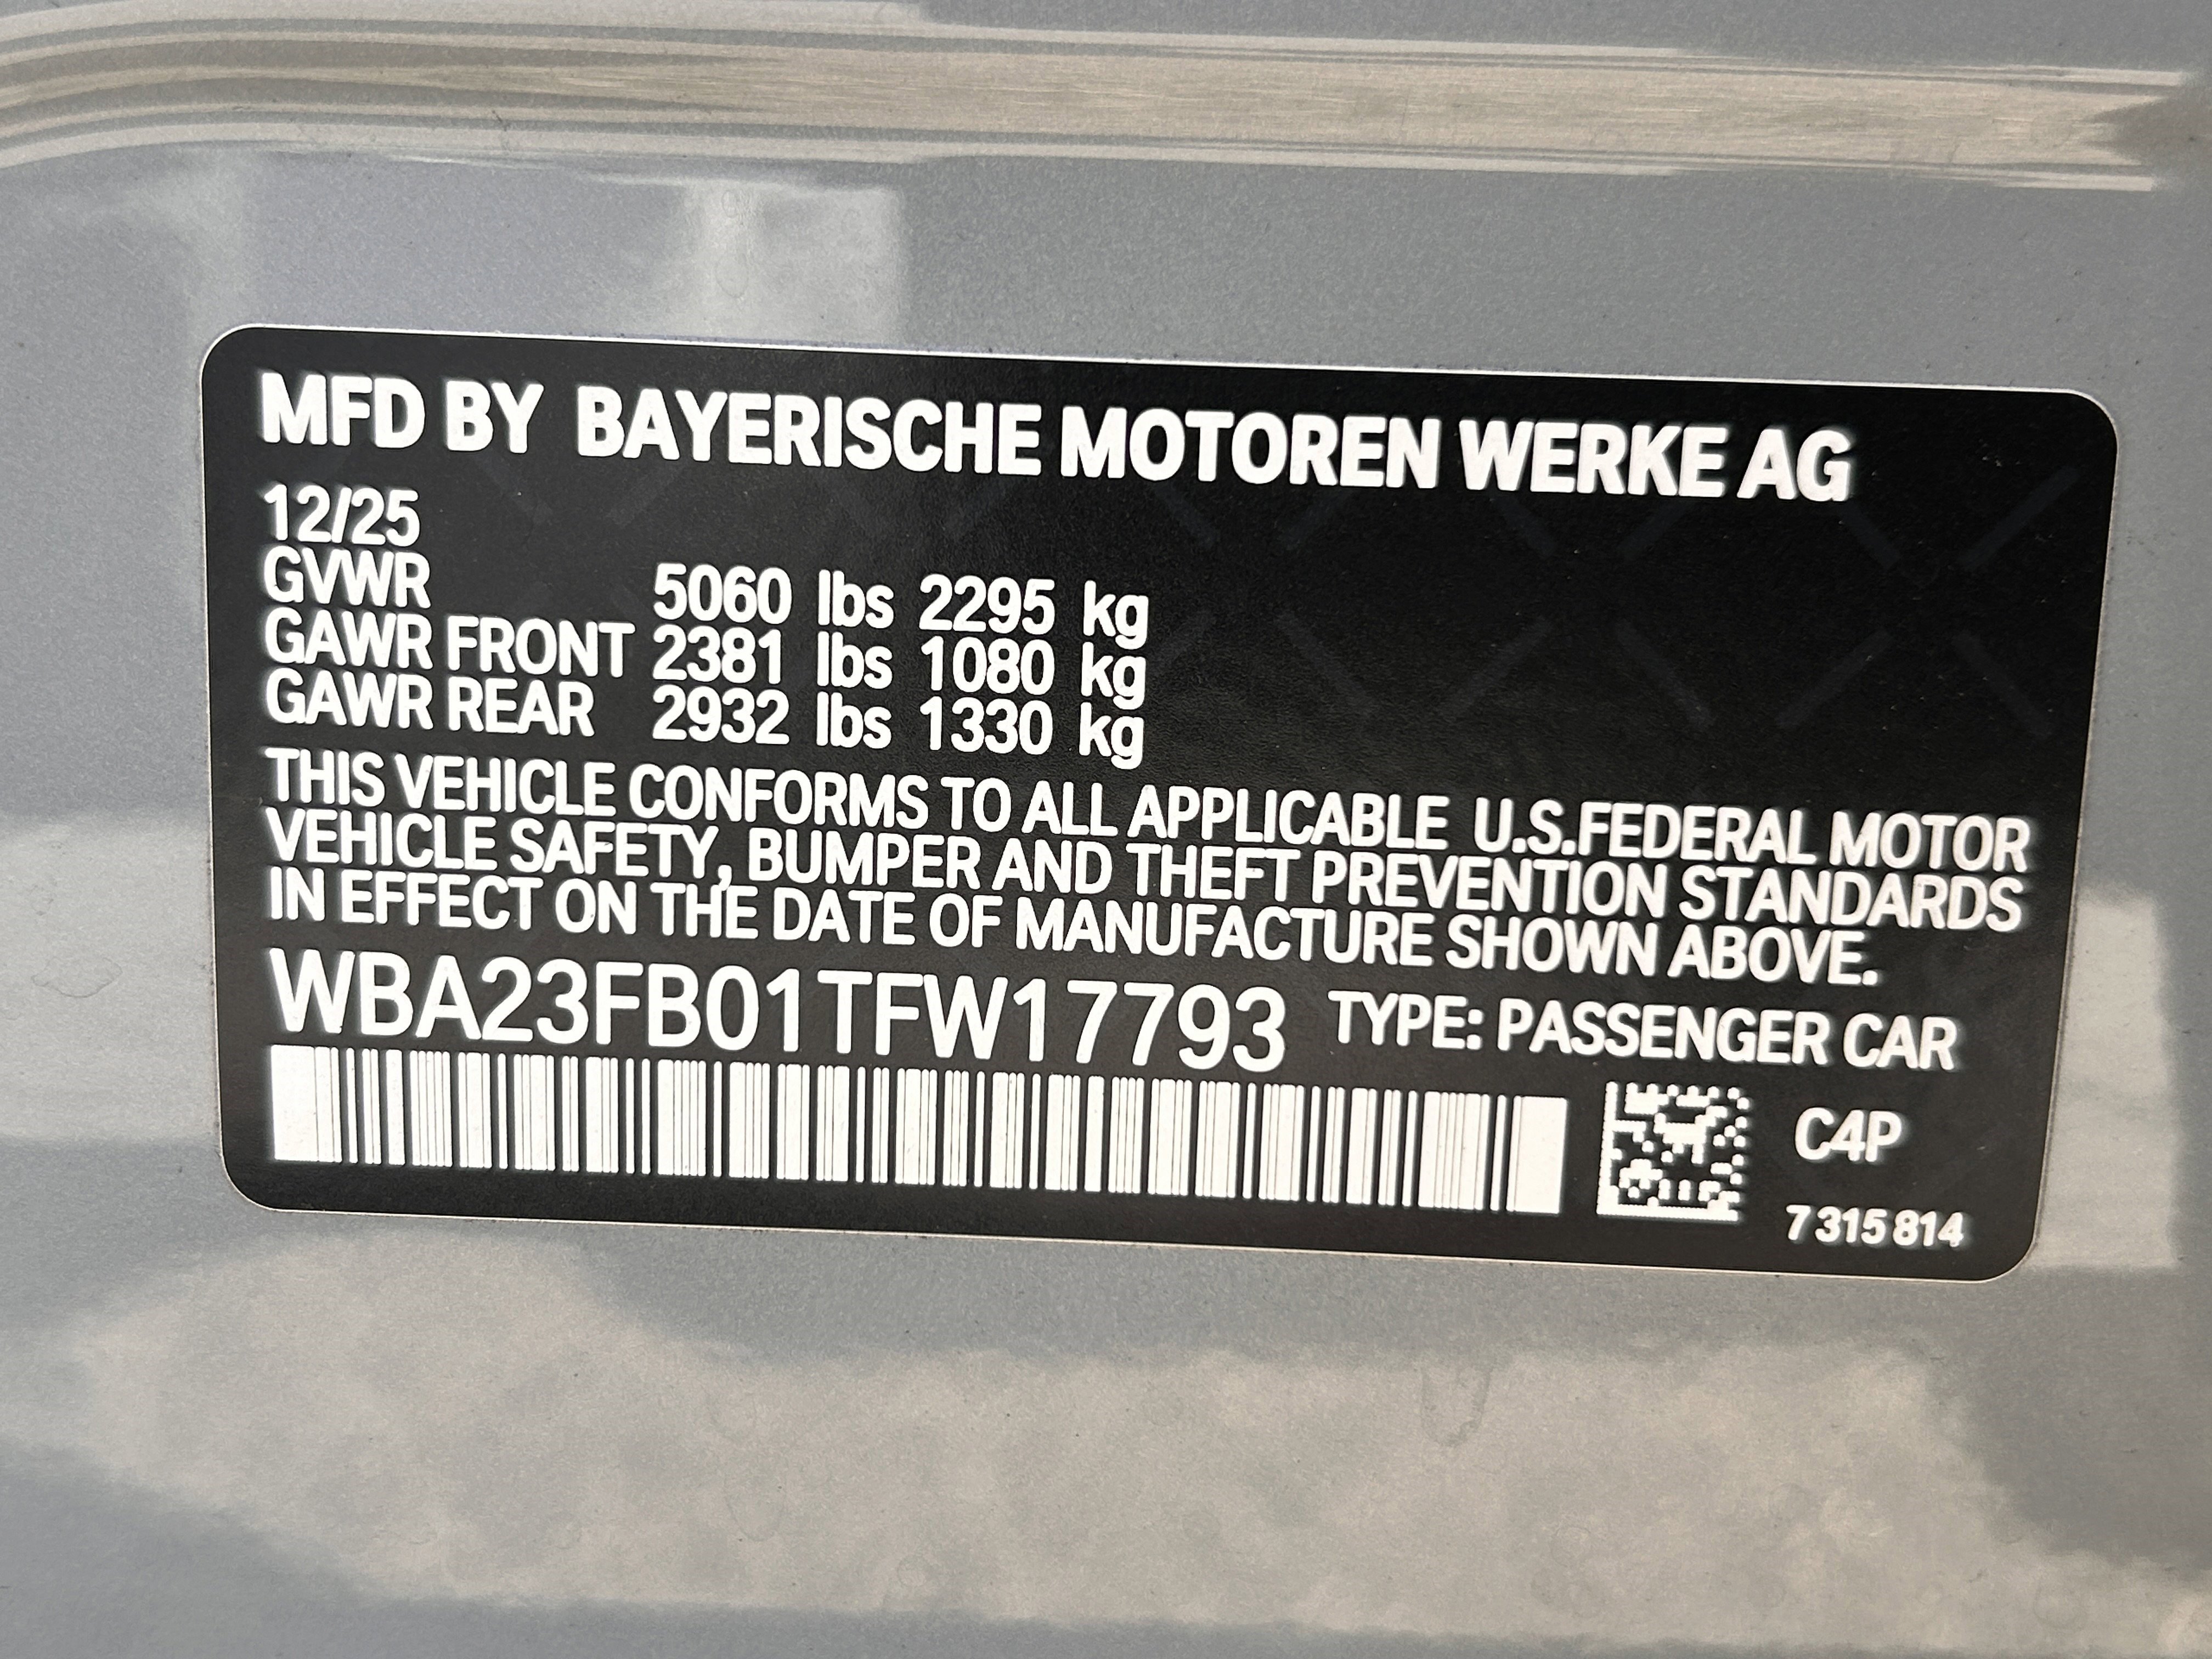 MFD BY BAYERISCHE MOTOREN WERKE AG
12/25
GVWR 5060 lbs 2295 kg
GAWR FRONT 2381 lbs 1080 kg
GAWR REAR 2932 lbs 1330 kg
THIS VEHICLE CONFORMS TO ALL APPLICABLE U.S.FEDERAL MOTOR
VEHICLE SAFETY, BUMPER AND THEFT PREVENTION STANDARDS
IN EFFECT ON THE DATE OF MANUFACTURE SHOWN ABOVE.
WBA23FB01TFW17793 TYPE: PASSENGER CAR
C4P
7 315 814